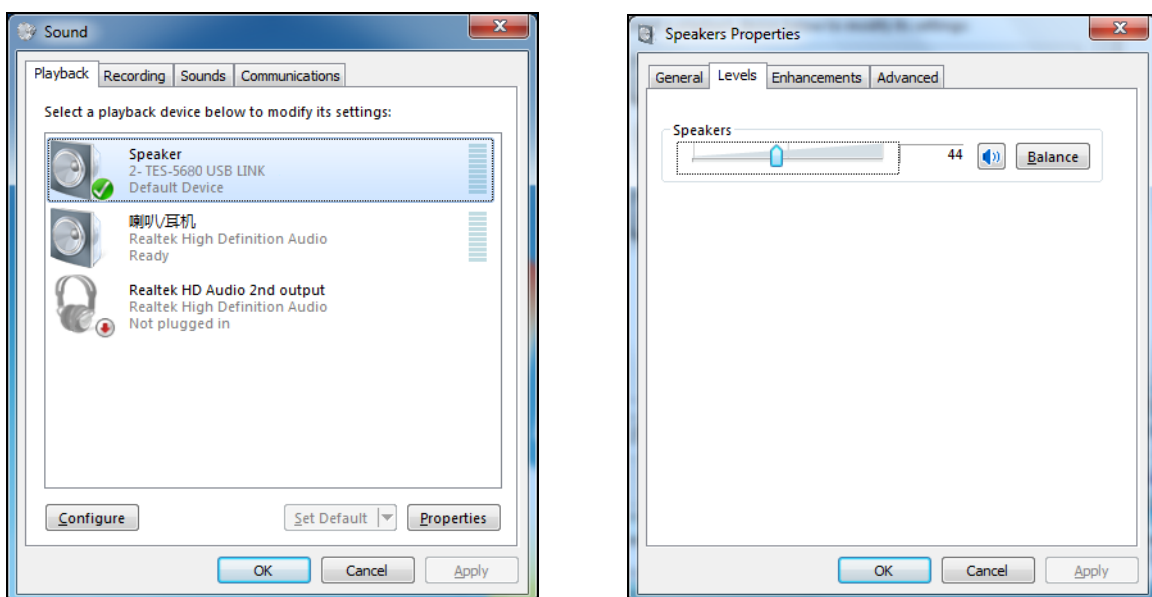 Sound
Playback Recording Sounds Communications
Select a playback device below to modify its settings:
Speaker
2- TES-5680 USB LINK
Default Device
喇叭/耳机
Realtek High Definition Audio
Ready
Realtek HD Audio 2nd output
Realtek High Definition Audio
Not plugged in
Configure Set Default Properties
OK Cancel Apply
Speakers Properties
General Levels Enhancements Advanced
Speakers
44 Balance
OK Cancel Apply